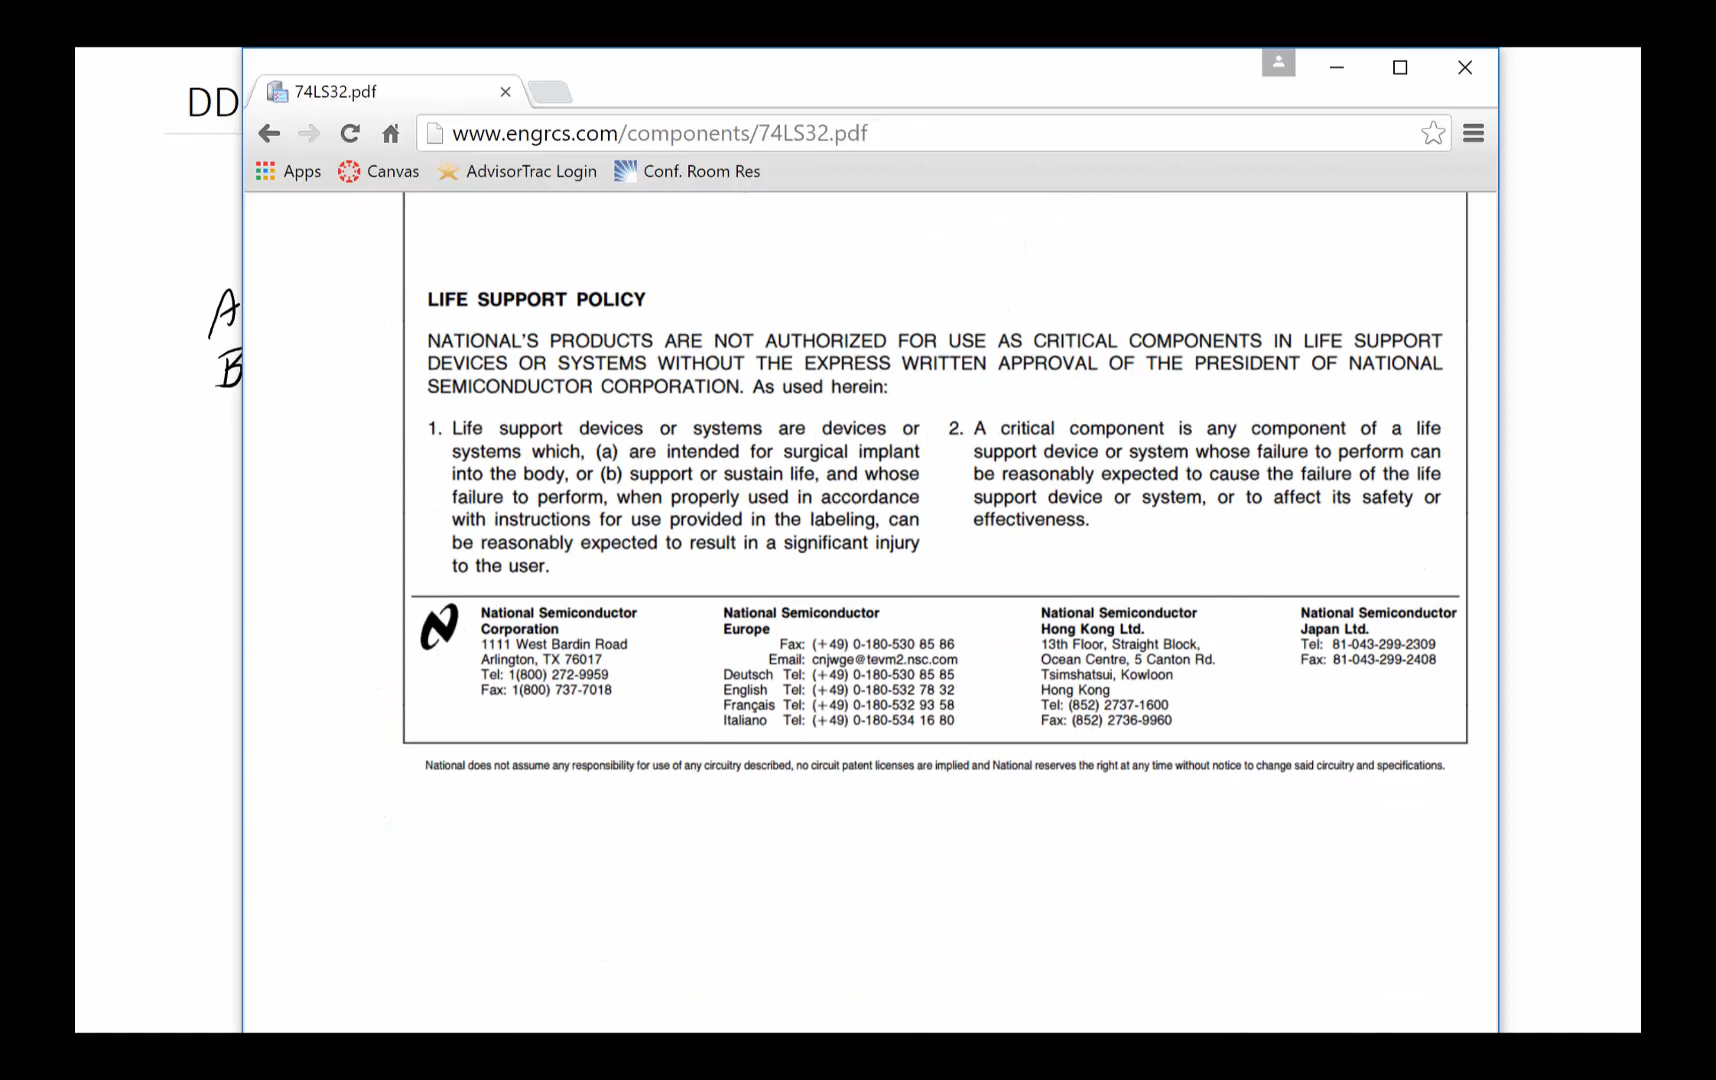 DD
A
B
74LS32.pdf
www.engrcs.com/components/74LS32.pdf
Apps Canvas AdvisorTrac Login Conf. Room Res
LIFE SUPPORT POLICY
NATIONAL'S PRODUCTS ARE NOT AUTHORIZED FOR USE AS CRITICAL COMPONENTS IN LIFE SUPPORT
DEVICES OR SYSTEMS WITHOUT THE EXPRESS WRITTEN APPROVAL OF THE PRESIDENT OF NATIONAL
SEMICONDUCTOR CORPORATION. As used herein:
1. Life support devices or systems are devices or
systems which, (a) are intended for surgical implant
into the body, or (b) support or sustain life, and whose
failure to perform, when properly used in accordance
with instructions for use provided in the labeling, can
be reasonably expected to result in a significant injury
to the user.
2. A critical component is any component of a life
support device or system whose failure to perform can
be reasonably expected to cause the failure of the life
support device or system, or to affect its safety or
effectiveness.
National Semiconductor
Corporation
1111 West Bardin Road
Arlington, TX 76017
Tel: 1(800) 272-9959
Fax: 1(800) 737-7018
National Semiconductor
Europe
Fax: (+49) 0-180-530 85 86
Email: cnjwge@tevm2.nsc.com
Deutsch Tel: (+49) 0-180-530 85 85
English Tel: (+49) 0-180-532 78 32
Français Tel: (+49) 0-180-532 93 58
Italiano Tel: (+49) 0-180-534 16 80
National Semiconductor
Hong Kong Ltd.
13th Floor, Straight Block,
Ocean Centre, 5 Canton Rd.
Tsimshatsui, Kowloon
Hong Kong
Tel: (852) 2737-1600
Fax: (852) 2736-9960
National Semiconductor
Japan Ltd.
Tel: 81-043-299-2309
Fax: 81-043-299-2408
National does not assume any responsibility for use of any circuitry described, no circuit patent licenses are implied and National reserves the right at any time without notice to change said circuitry and specifications.